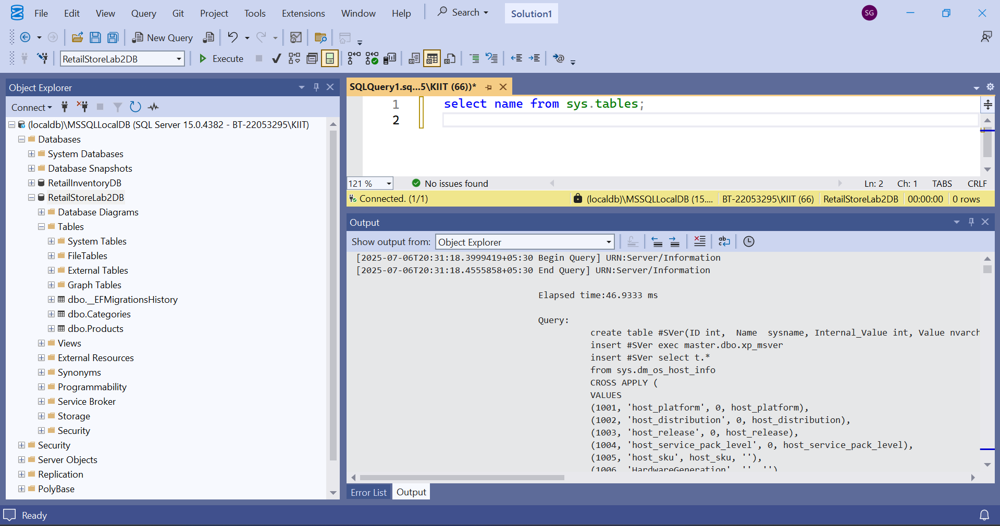 File Edit View Query Git Project Tools Extensions Window Help Search Solution1 SG
New Query
RetailStoreLab2DB Execute
Object Explorer
Connect
(localdb)\MSSQLLocalDB (SQL Server 15.0.4382 - BT-22053295\KIIT)
Databases
System Databases
Database Snapshots
RetailInventoryDB
RetailStoreLab2DB
Database Diagrams
Tables
System Tables
FileTables
External Tables
Graph Tables
dbo.__EFMigrationsHistory
dbo.Categories
dbo.Products
Views
External Resources
Synonyms
Programmability
Service Broker
Storage
Security
Security
Server Objects
Replication
PolyBase
SQLQuery1.sq...5\KIIT (66))*
1 select name from sys.tables;
2
121 % No issues found Ln: 2 Ch: 1 TABS CRLF
Connected. (1/1) (localdb)\MSSQLLocalDB (15.... BT-22053295\KIIT (66) RetailStoreLab2DB 00:00:00 0 rows
Output
Show output from: Object Explorer
[2025-07-06T20:31:18.3999419+05:30 Begin Query] URN:Server/Information
[2025-07-06T20:31:18.4555858+05:30 End Query] URN:Server/Information
Elapsed time:46.9333 ms
Query:
create table #SVer(ID int,  Name  sysname, Internal_Value int, Value nvarch
insert #SVer exec master.dbo.xp_msver
insert #SVer select t.*
from sys.dm_os_host_info
CROSS APPLY (
VALUES
(1001, 'host_platform', 0, host_platform),
(1002, 'host_distribution', 0, host_distribution),
(1003, 'host_release', 0, host_release),
(1004, 'host_service_pack_level', 0, host_service_pack_level),
(1005, 'host_sku', host_sku, ''),
(1006, 'HardwareGeneration', '', '')
Error List Output
Ready